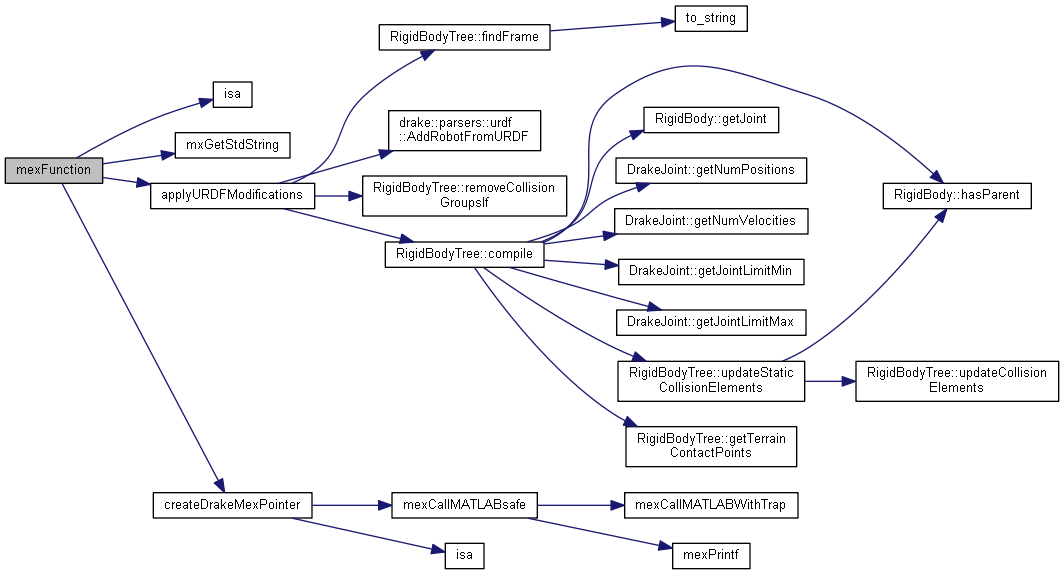 to_string
RigidBodyTree::findFrame
isa
drake::parsers::urdf
::AddRobotFromURDF
RigidBody::getJoint
mxGetStdString
mexFunction
DrakeJoint::getNumPositions
applyURDFModifications
RigidBodyTree::removeCollision
GroupsIf
RigidBody::hasParent
DrakeJoint::getNumVelocities
RigidBodyTree::compile
DrakeJoint::getJointLimitMin
DrakeJoint::getJointLimitMax
RigidBodyTree::updateStatic
CollisionElements
RigidBodyTree::updateCollision
Elements
RigidBodyTree::getTerrain
ContactPoints
createDrakeMexPointer
mexCallMATLABsafe
mexCallMATLABWithTrap
isa
mexPrintf